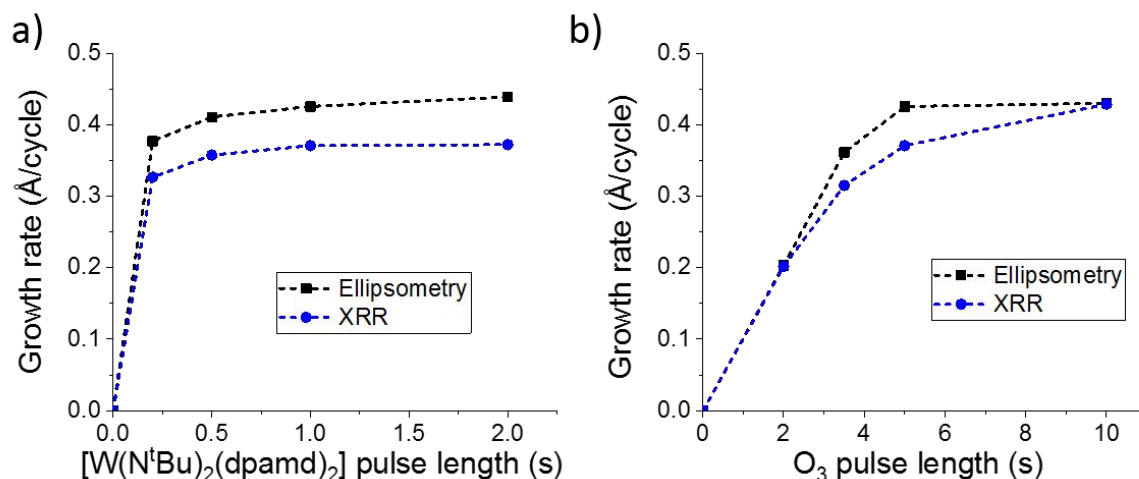 a)
Growth rate (Å/cycle)
0.5
0.4
0.3
0.2
0.1
0.0
Ellipsometry
XRR
0.0 0.5 1.0 1.5 2.0
[W(NᵗBu)₂(dpamd)₂] pulse length (s)
b)
Growth rate (Å/cycle)
0.5
0.4
0.3
0.2
0.1
0.0
Ellipsometry
XRR
0 2 4 6 8 10
O₃ pulse length (s)